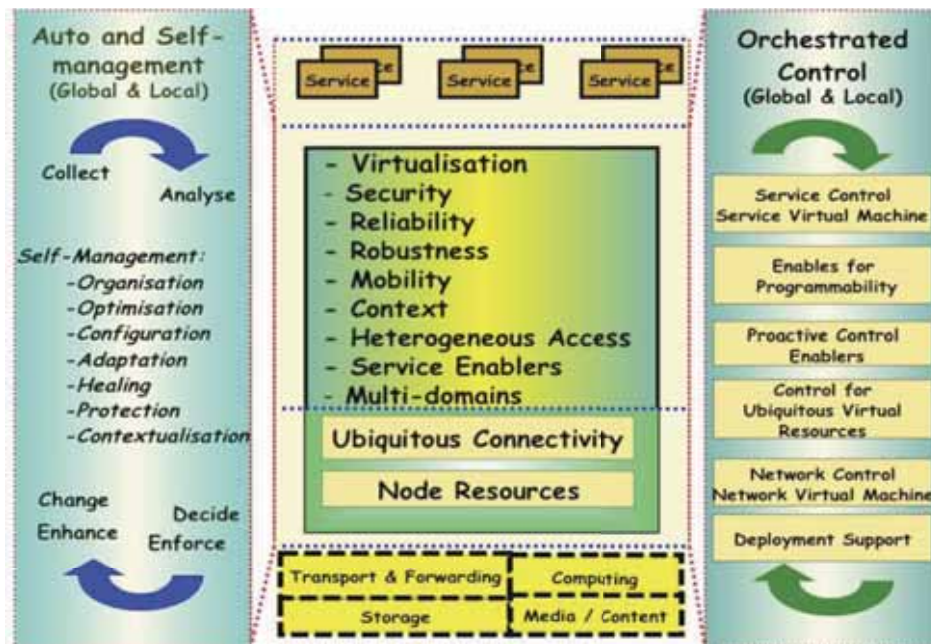 Auto and Self-
management
(Global & Local)
Collect
Analyse
Self-Management:
-Organisation
-Optimisation
-Configuration
-Adaptation
-Healing
-Protection
-Contextualisation
Change
Enhance
Decide
Enforce
Service
Service
Service
- Virtualisation
- Security
- Reliability
- Robustness
- Mobility
- Context
- Heterogeneous Access
- Service Enablers
- Multi-domains
Ubiquitous Connectivity
Node Resources
Transport & Forwarding
Computing
Storage
Media / Content
Orchestrated
Control
(Global & Local)
Service Control
Service Virtual Machine
Enables for
Programmability
Proactive Control
Enablers
Control for
Ubiquitous Virtual
Resources
Network Control
Network Virtual Machine
Deployment Support